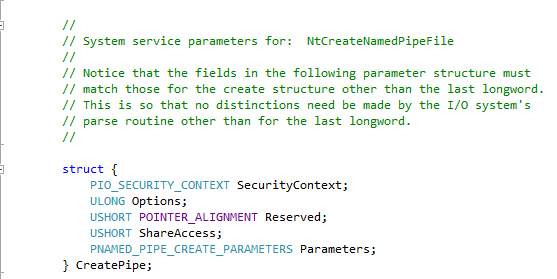 //
// System service parameters for:  NtCreateNamedPipeFile
//
// Notice that the fields in the following parameter structure must
// match those for the create structure other than the last longword.
// This is so that no distinctions need be made by the I/O system's
// parse routine other than for the last longword.
//
struct {
PIO_SECURITY_CONTEXT SecurityContext;
ULONG Options;
USHORT POINTER_ALIGNMENT Reserved;
USHORT ShareAccess;
PNAMED_PIPE_CREATE_PARAMETERS Parameters;
} CreatePipe;